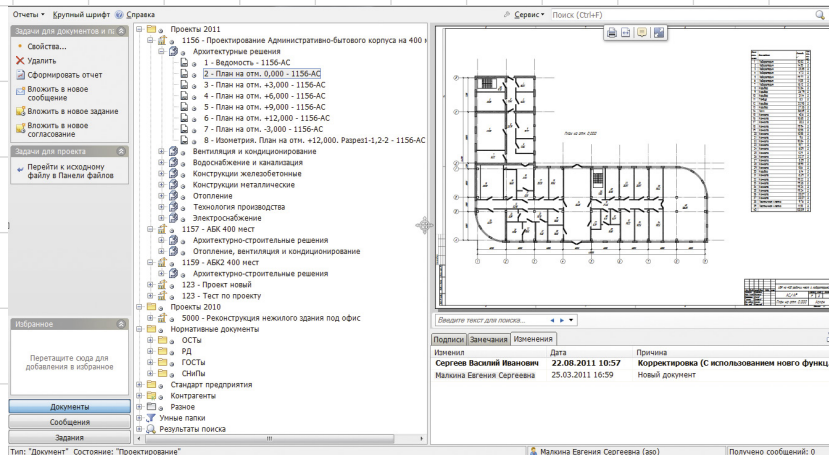 Отчеты Крупный шрифт Справка
Сервис Поиск (Ctrl+F)
Задачи для документов и па
Свойства...
Удалить
Сформировать отчет
Вложить в новое
сообщение
Вложить в новое задание
Вложить в новое
согласование
Задачи для проекта
Перейти к исходному
файлу в Панели файлов
Избранное
Перетащите сюда для
добавления в избранное
Документы
Сообщения
Задания
Проекты 2011
1156 - Проектирование Административно-бытового корпуса на 400 м
Архитектурные решения
1 - Ведомость - 1156-АС
2 - План на отм. 0,000 - 1156-АС
3 - План на отм. +3,000 - 1156-АС
4 - План на отм. +6,000 - 1156-АС
5 - План на отм. +9,000 - 1156-АС
6 - План на отм. +12,000 - 1156-АС
7 - План на отм. -3,000 - 1156-АС
8 - Изометрия. План на отм. +12,000. Разрез1-1,2-2 - 1156-АС
Вентиляция и кондиционирование
Водоснабжение и канализация
Конструкции железобетонные
Конструкции металлические
Отопление
Технология производства
Электроснабжение
1157 - АБК 400 мест
Архитектурно-строительные решения
Отопление, вентиляция и кондиционирование
1159 - АБК2 400 мест
Архитектурно-строительные решения
123 - Проект новый
123 - Тест по проекту
Проекты 2010
5000 - Реконструкция нежилого здания под офис
Нормативные документы
ОСТы
РД
ГОСТы
СНиПы
Стандарт предприятия
Контрагенты
Разное
Умные папки
Результаты поиска
План на отм. 0,000
Введите текст для поиска...
Подписи Замечания Изменения
Изменил Дата Причина
Сергеев Василий Иванович 22.08.2011 10:57 Корректировка (С использованием новго функц
Малкина Евгения Сергеевна 25.03.2011 16:59 Новый документ
Тип: "Документ" Состояние: "Проектирование"
Малкина Евгения Сергеевна (aso) Получено сообщений: 0